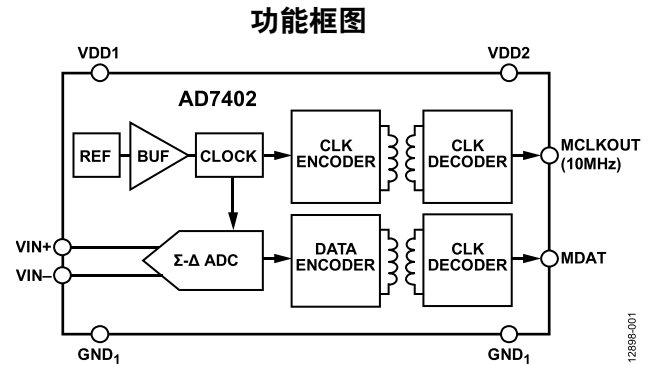 功能框图
VDD1
VDD2
AD7402
REF
BUF
CLOCK
CLK
ENCODER
CLK
DECODER
MCLKOUT
(10MHz)
VIN+
VIN–
Σ-Δ ADC
DATA
ENCODER
CLK
DECODER
MDAT
GND1
GND1
12898-001